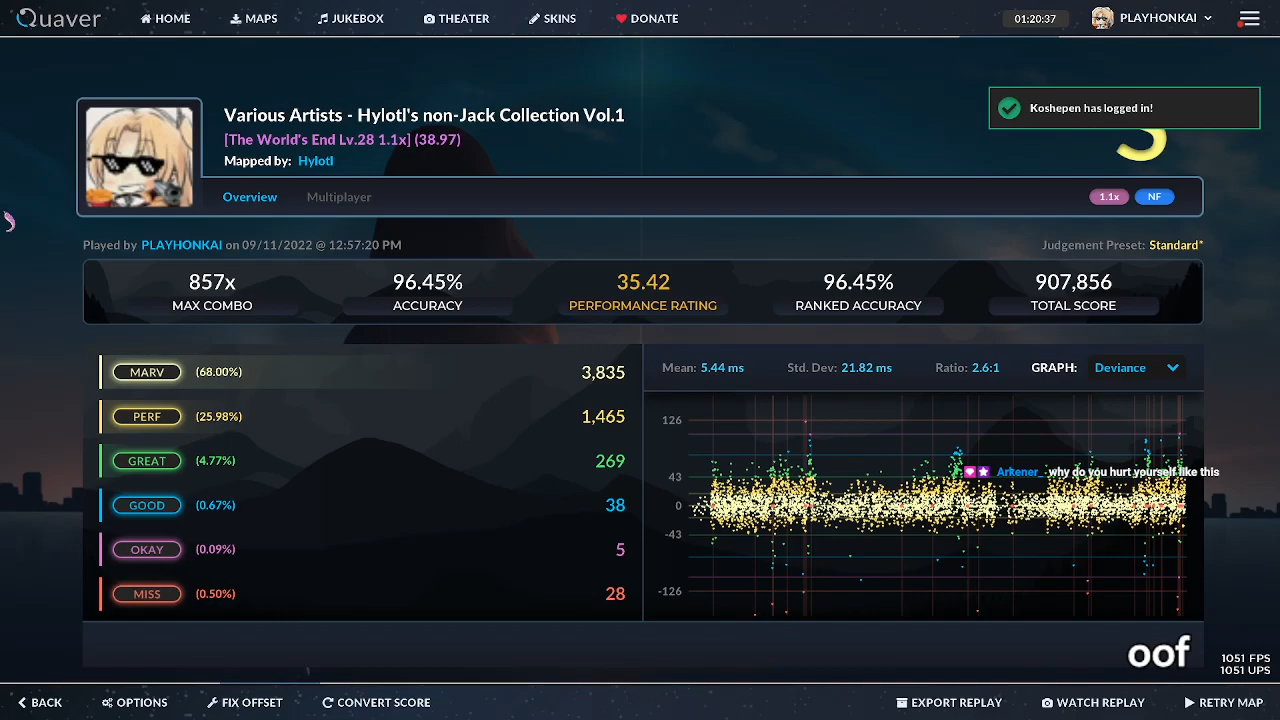 Quaver
HOME
MAPS
JUKEBOX
THEATER
SKINS
DONATE
01:20:37
PLAYHONKAI
Koshepen has logged in!
Various Artists - Hylotl's non-Jack Collection Vol.1
[The World's End Lv.28 1.1x] (38.97)
Mapped by: Hylotl
Overview
Multiplayer
1.1x
NF
Played by PLAYHONKAI on 09/11/2022 @ 12:57:20 PM
Judgement Preset: Standard*
857x
MAX COMBO
96.45%
ACCURACY
35.42
PERFORMANCE RATING
96.45%
RANKED ACCURACY
907,856
TOTAL SCORE
MARV (68.00%) 3,835
PERF (25.98%) 1,465
GREAT (4.77%) 269
GOOD (0.67%) 38
OKAY (0.09%) 5
MISS (0.50%) 28
Mean: 5.44 ms
Std. Dev: 21.82 ms
Ratio: 2.6:1
GRAPH: Deviance
126
43
0
-43
-126
Arkener_ why do you hurt yourself like this
oof
1051 FPS
1051 UPS
BACK
OPTIONS
FIX OFFSET
CONVERT SCORE
EXPORT REPLAY
WATCH REPLAY
RETRY MAP